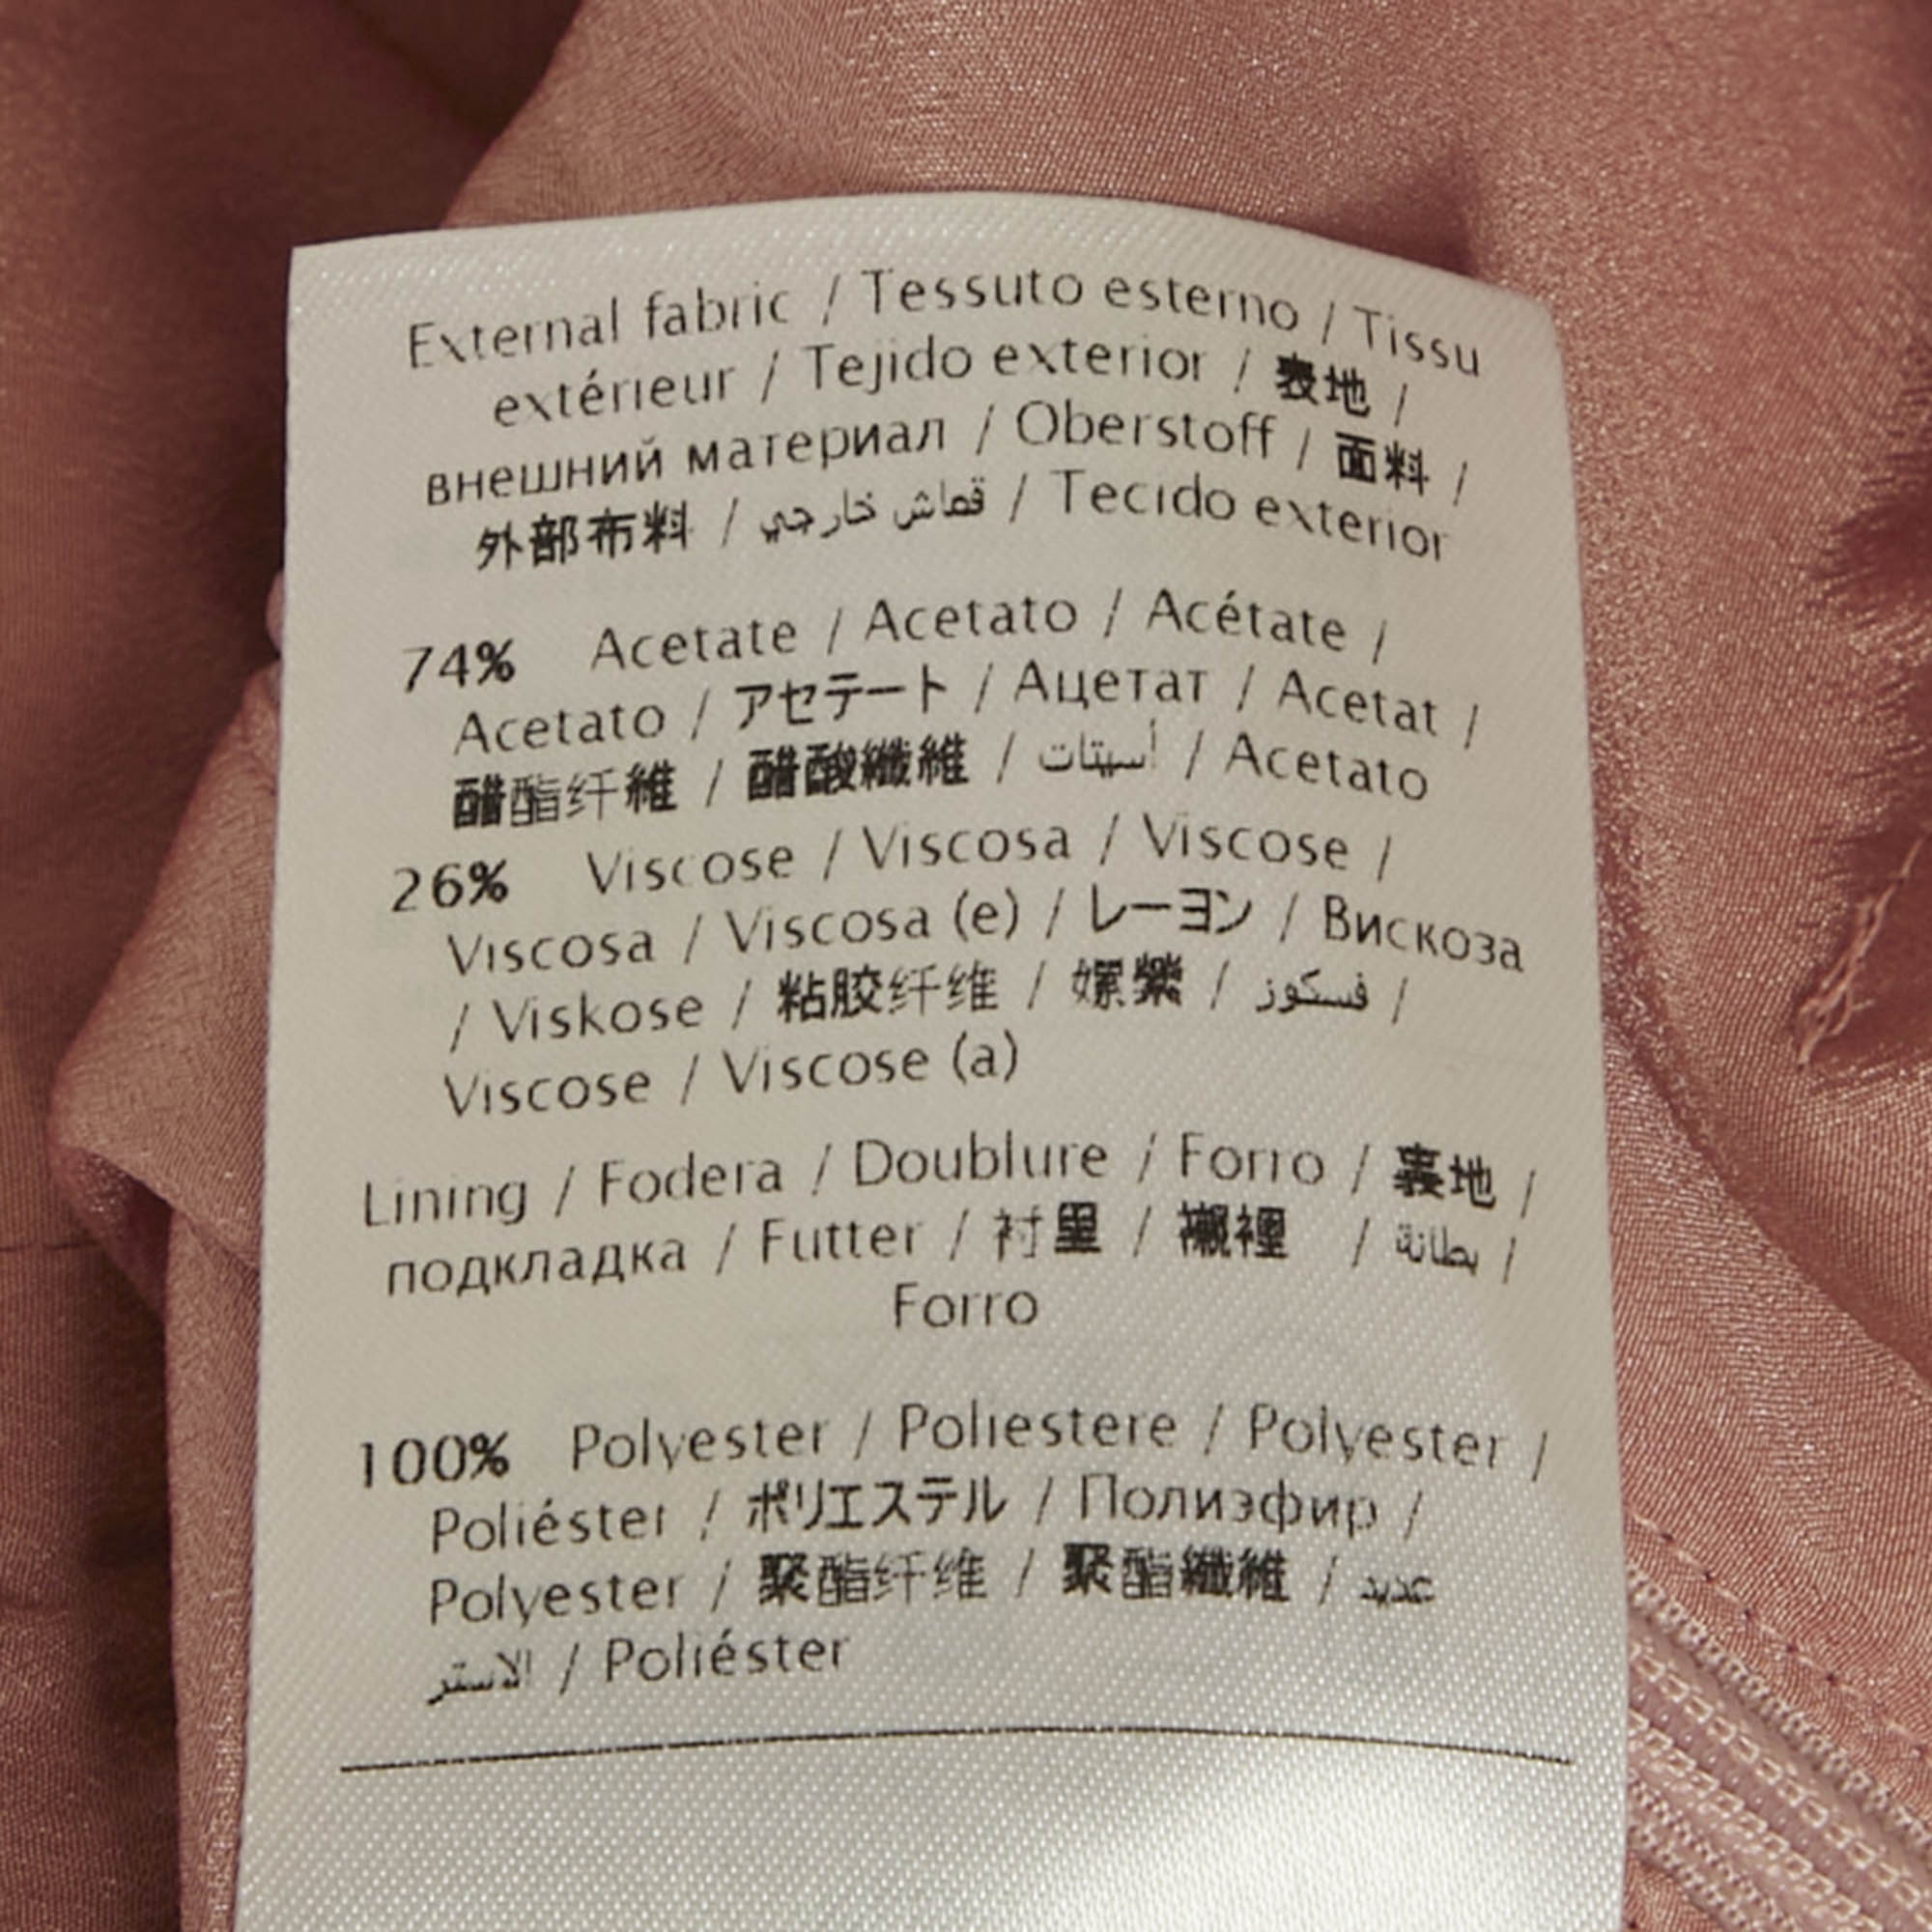 External fabric / Tessuto esterno / Tissu
extérieur / Tejido exterior / 表地 /
внешний материал / Oberstoff / 面料 /
外部布料 / قماش خارجي / Tecido exterior
74% Acetate / Acetato / Acétate /
Acetato / アセテート / Ацетат / Acetat /
醋酯纤維 / 醋酸纖維 / أسيتات / Acetato
26% Viscose / Viscosa / Viscose /
Viscosa / Viscosa (e) / レーヨン / Вискоза
/ Viskose / 粘胶纤维 / 嫘縈 / فسكوز /
Viscose / Viscose (a)
Lining / Fodera / Doublure / Forro / 裏地 /
подкладка / Futter / 衬里 / 襯裡 / بطانة /
Forro
100% Polyester / Poliestere / Polyester /
Poliéster / ポリエステル / Полиэфир /
Polyester / 聚酯纤维 / 聚酯纖維 / عديد
الاستر / Poliéster